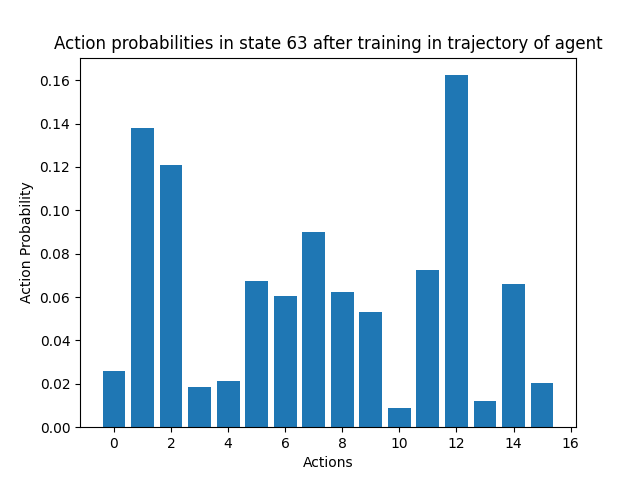 Action probabilities in state 63 after training in trajectory of agent
0.16
0.14
0.12
0.10
0.08
0.06
0.04
0.02
0.00
Action Probability
0 2 4 6 8 10 12 14 16
Actions